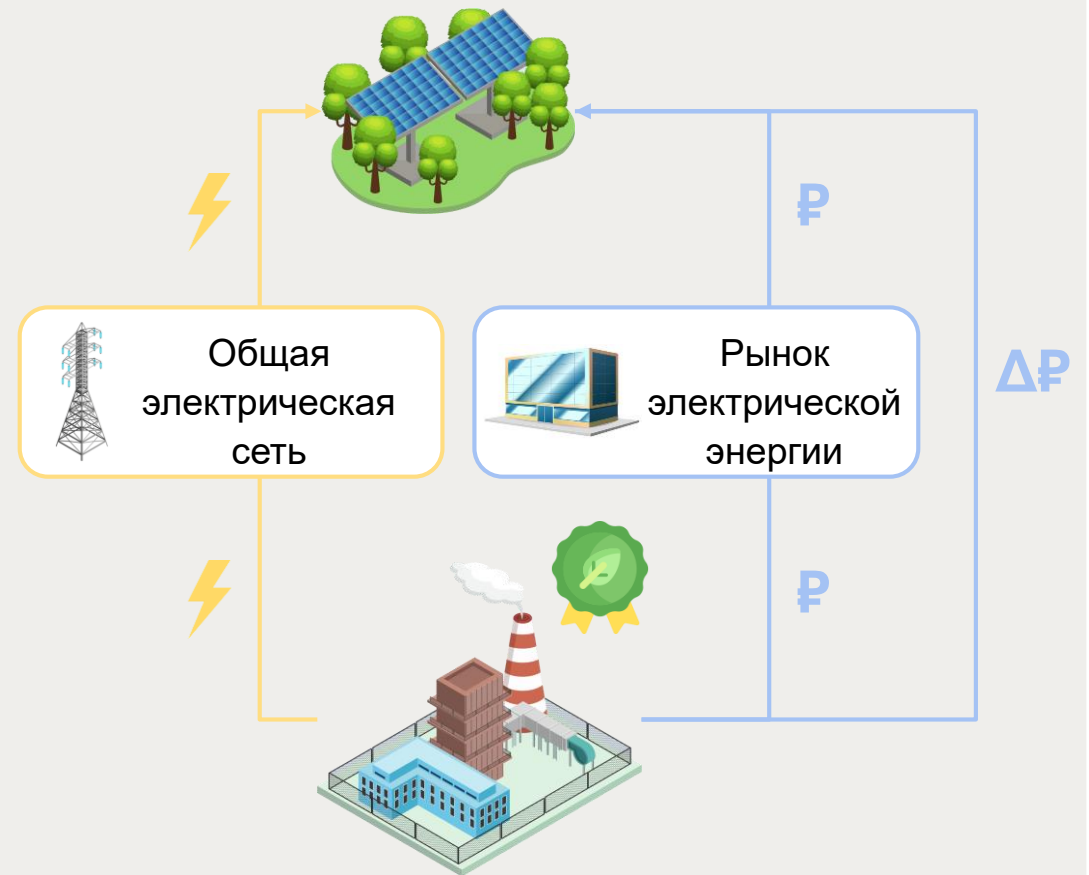 ₽
Общая
электрическая
сеть
Рынок
электрической
энергии
Δ₽
₽